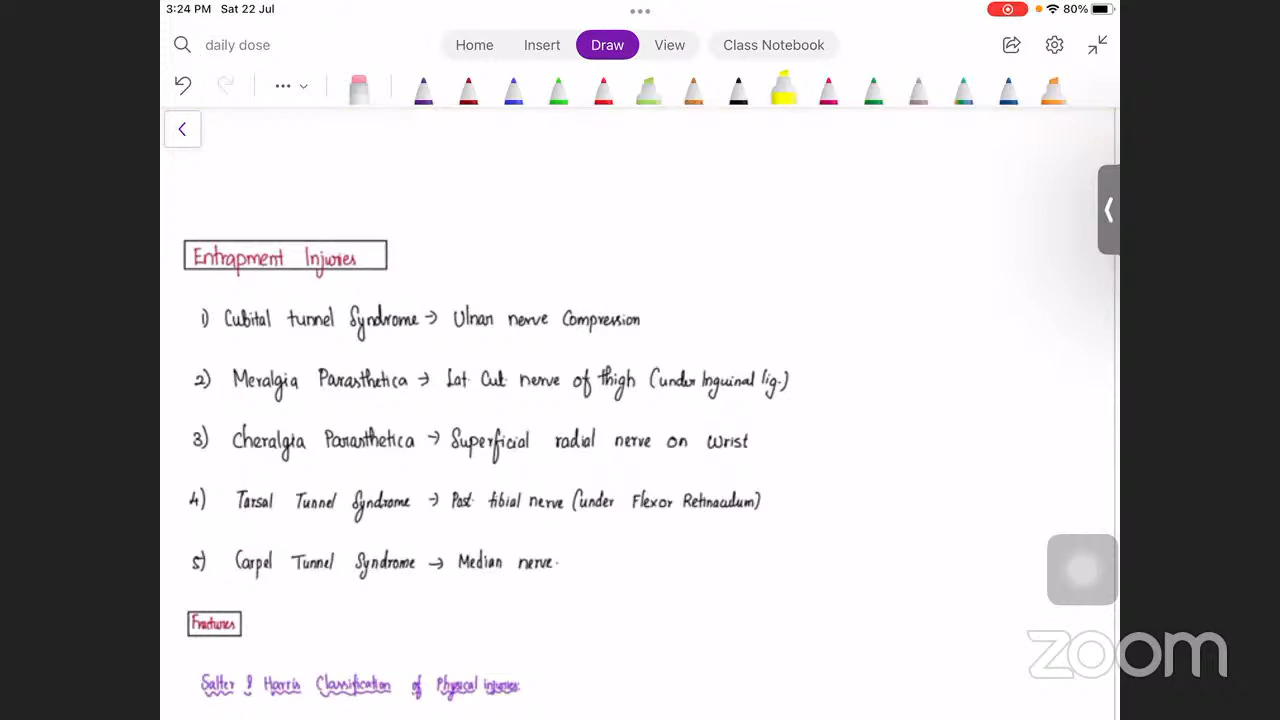 3:24 PM Sat 22 Jul
80%
daily dose
Home Insert Draw View Class Notebook
Entrapment Injuries
1) Cubital tunnel Syndrome → Ulnar nerve Compression
2) Meralgia Parasthetica → Lat. Cut. nerve of thigh (under Inguinal lig.)
3) Cheralgia Parasthetica → Superficial radial nerve on wrist
4) Tarsal Tunnel Syndrome → Post. tibial nerve (under Flexor Retinaculum)
5) Carpel Tunnel Syndrome → Median nerve.
Fractures
Salter & Harris Classification of Physical injuries:
zoom